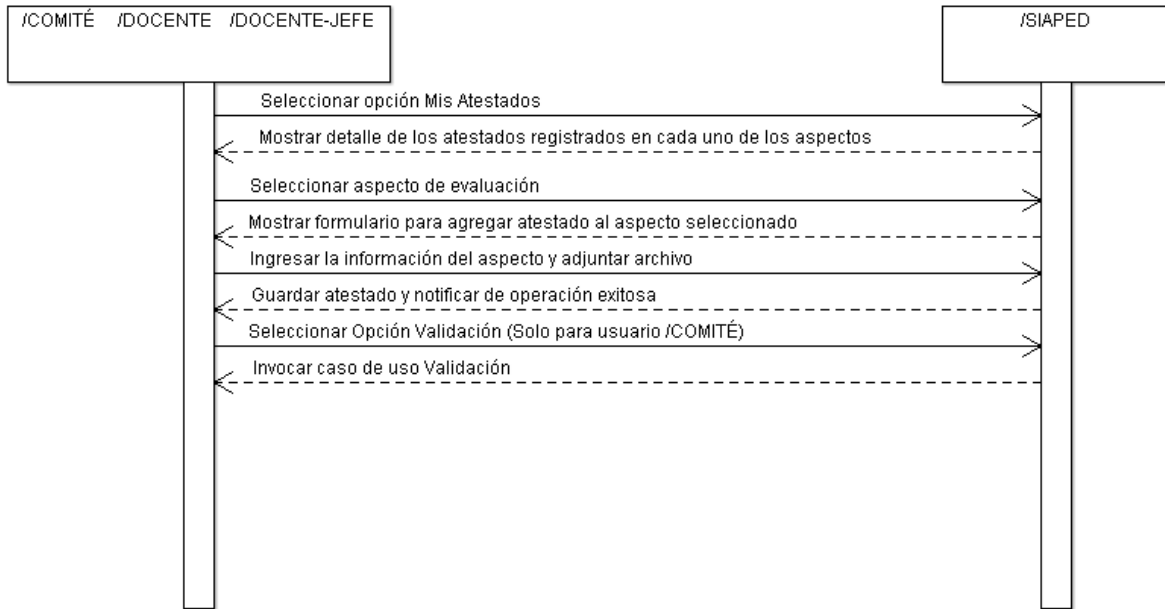 /COMITÉ /DOCENTE /DOCENTE-JEFE
/SIAPED
Seleccionar opción Mis Atestados
Mostrar detalle de los atestados registrados en cada uno de los aspectos
Seleccionar aspecto de evaluación
Mostrar formulario para agregar atestado al aspecto seleccionado
Ingresar la información del aspecto y adjuntar archivo
Guardar atestado y notificar de operación exitosa
Seleccionar Opción Validación (Solo para usuario /COMITÉ)
Invocar caso de uso Validación